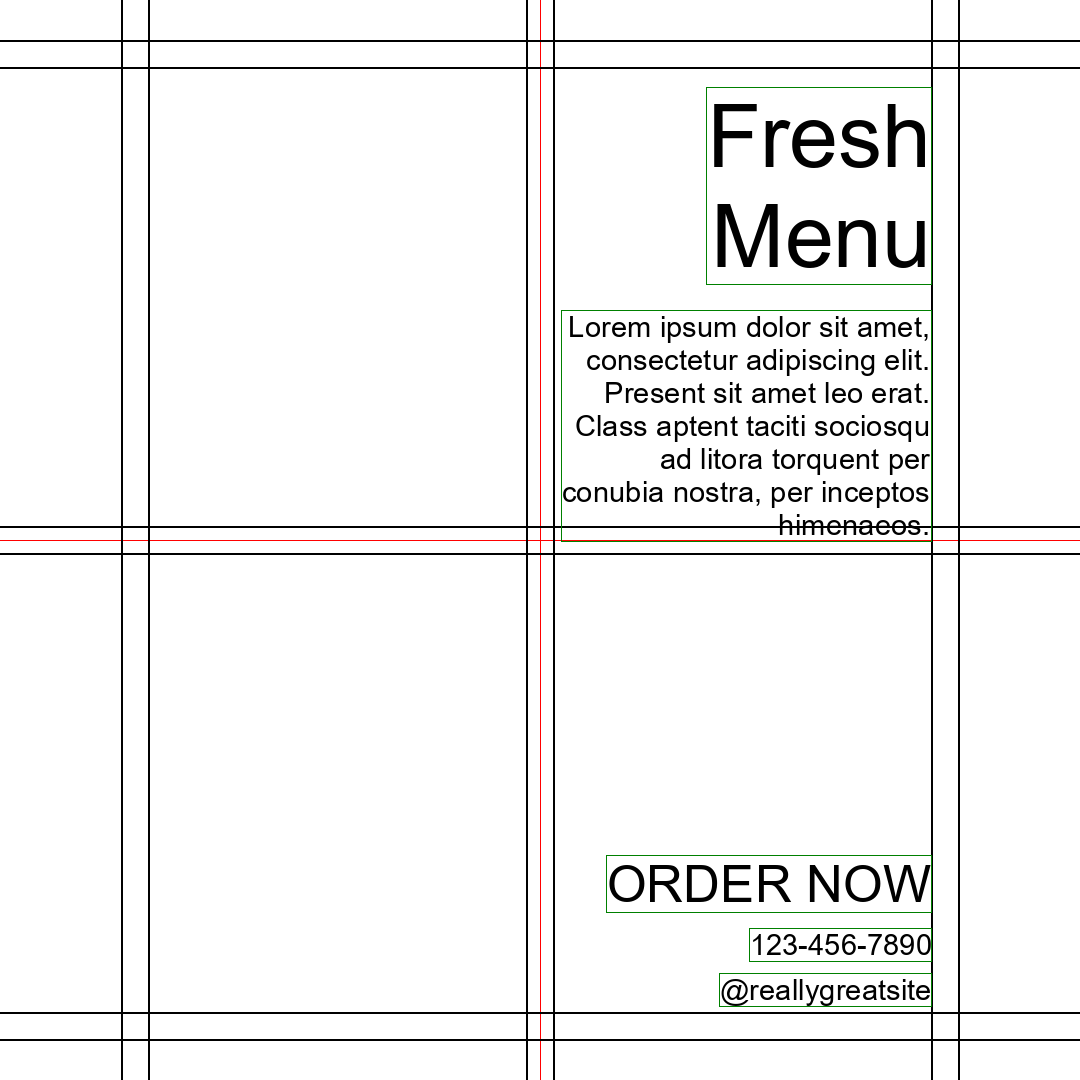 Fresh
Menu
Lorem ipsum dolor sit amet,
consectetur adipiscing elit.
Present sit amet leo erat.
Class aptent taciti sociosqu
ad litora torquent per
conubia nostra, per inceptos
himenaeos.
ORDER NOW
123-456-7890
@reallygreatsite